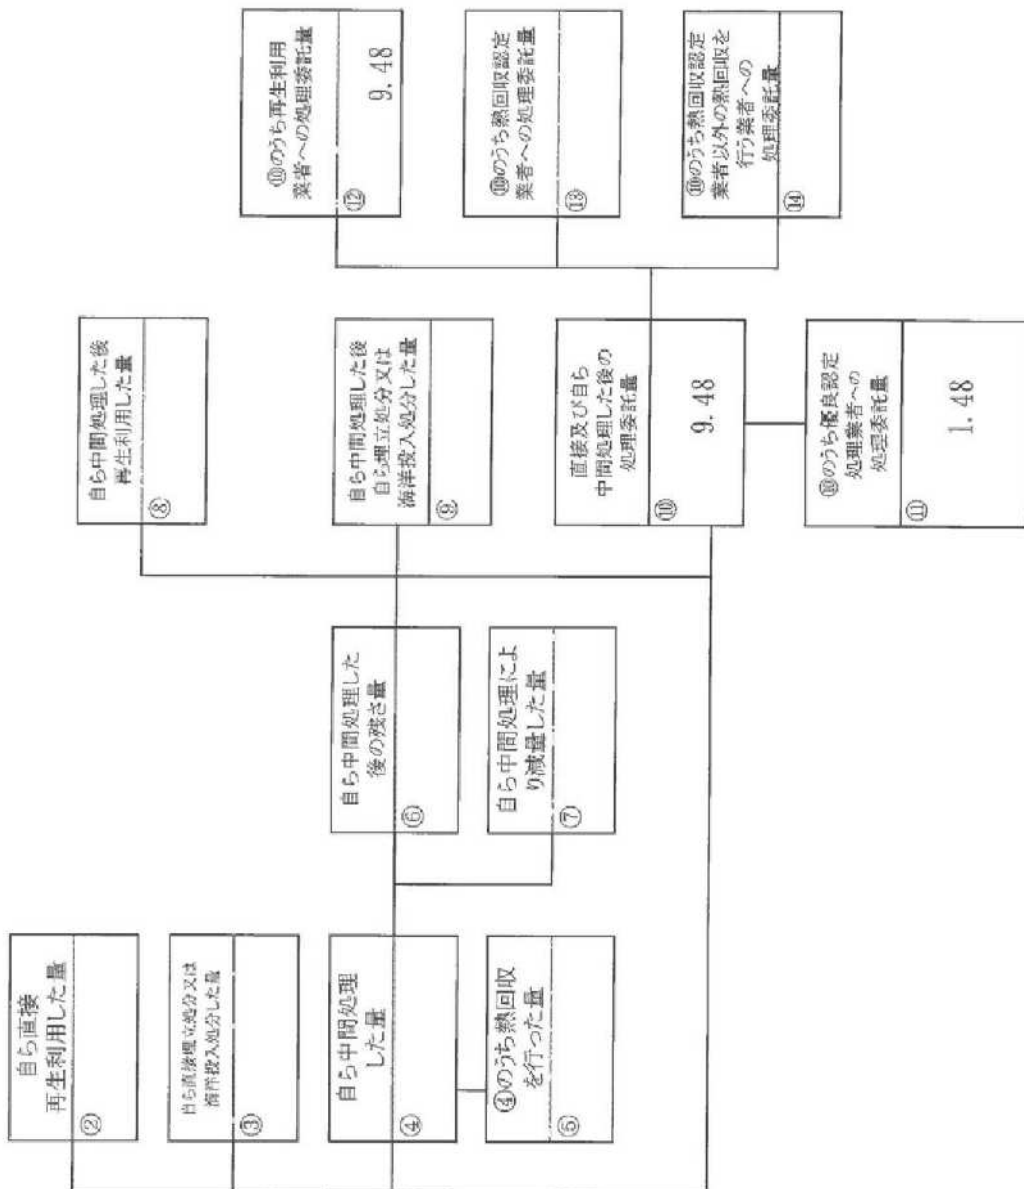 自ら直接
再生利用した量
②
自ら直接埋立処分又は
海洋投入処分した量
③
自ら中間処理
した量
④
④のうち熱回収
を行った量
⑤
自ら中間処理した
後の残さ量
⑥
自ら中間処理によ
り減量した量
⑦
自ら中間処理した後
再生利用した量
⑧
自ら中間処理した後
自ら埋立処分又は
海洋投入処分した量
⑨
直接及び自ら
中間処理した後の
処理委託量
⑩
9.48
⑩のうち優良認定
処理業者への
処理委託量
⑪
1.48
⑩のうち再生利用
業者への処理委託量
⑫
9.48
⑩のうち熱回収認定
業者への処理委託量
⑬
⑩のうち熱回収認定
業者以外の熱回収を
行う業者への
処理委託量
⑭